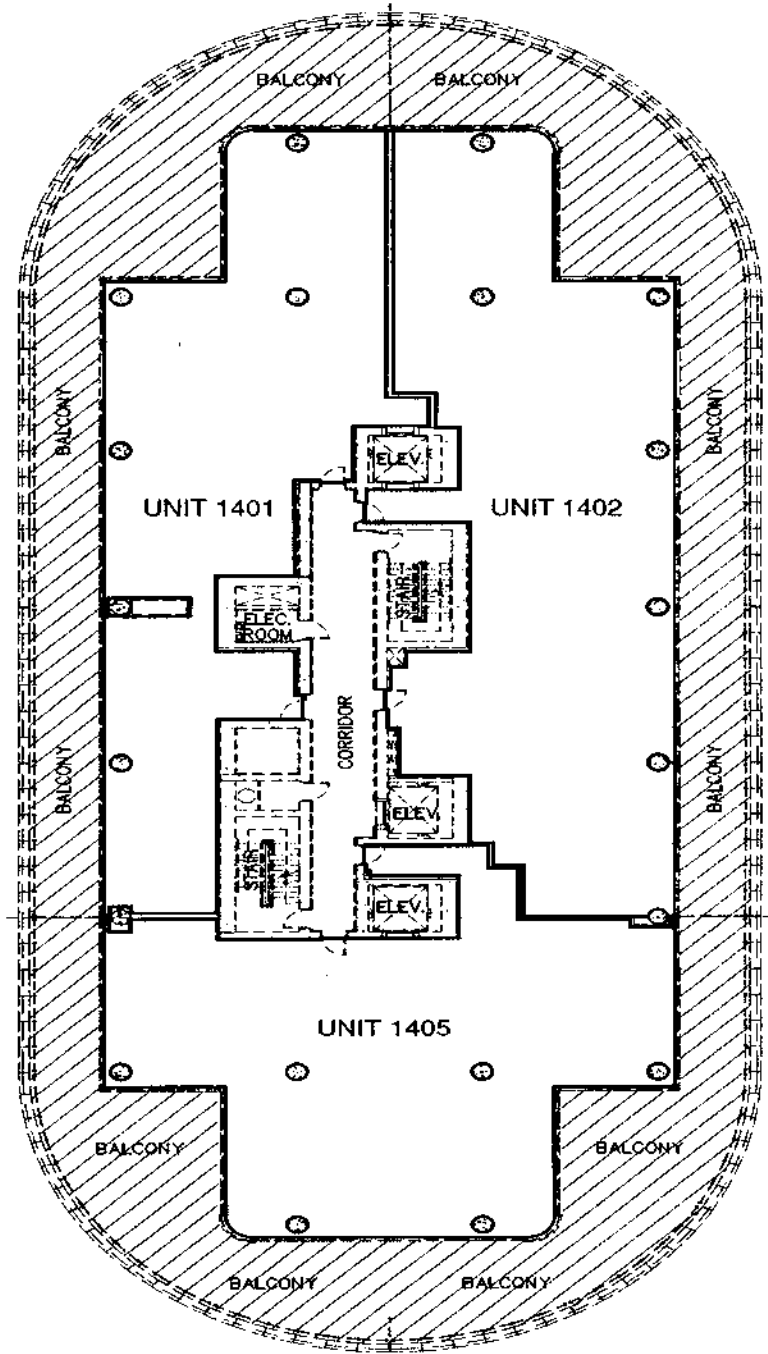 BALCONY
BALCONY
BALCONY
BALCONY
ELEV.
UNIT 1401
UNIT 1402
STAIR
ELEC.
ROOM
CORRIDOR
BALCONY
BALCONY
ELEV.
STAIR
ELEV.
UNIT 1405
BALCONY
BALCONY
BALCONY
BALCONY